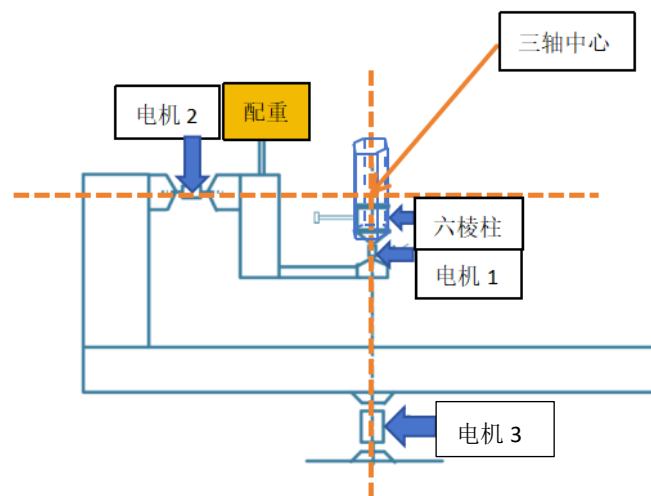 三轴中心
电机 2
配重
六棱柱
电机 1
电机 3